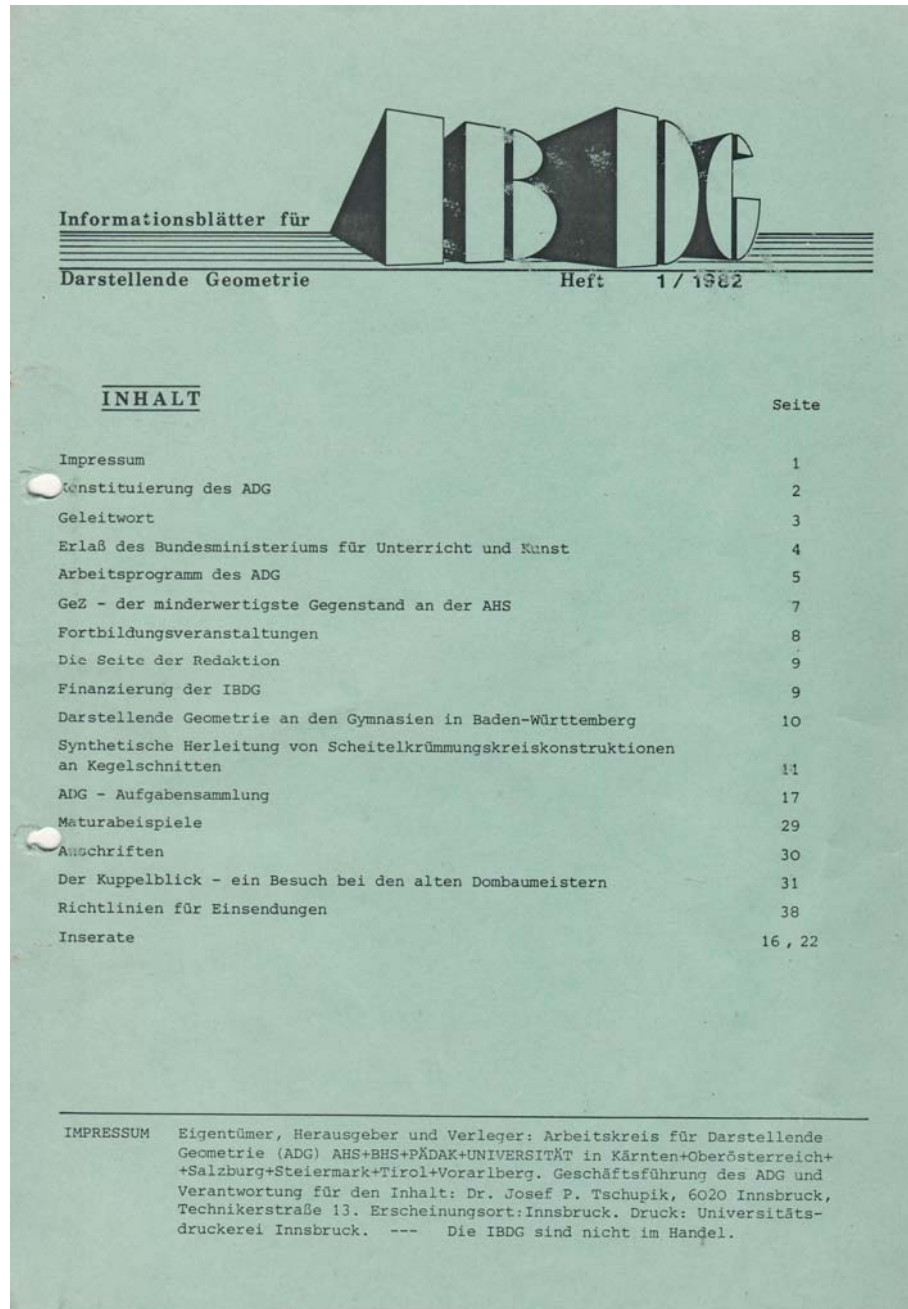 IBDG
Informationsblätter für
Darstellende Geometrie Heft 1/1982
INHALT
Seite
Impressum 1
Konstituierung des ADG 2
Geleitwort 3
Erlaß des Bundesministeriums für Unterricht und Kunst 4
Arbeitsprogramm des ADG 5
GeZ - der minderwertigste Gegenstand an der AHS 7
Fortbildungsveranstaltungen 8
Die Seite der Redaktion 9
Finanzierung der IBDG 9
Darstellende Geometrie an den Gymnasien in Baden-Württemberg 10
Synthetische Herleitung von Scheitelkrümmungskreiskonstruktionen
an Kegelschnitten 11
ADG - Aufgabensammlung 17
Maturabeispiele 29
Anschriften 30
Der Kuppelblick - ein Besuch bei den alten Dombaumeistern 31
Richtlinien für Einsendungen 38
Inserate 16 , 22
IMPRESSUM Eigentümer, Herausgeber und Verleger: Arbeitskreis für Darstellende
Geometrie (ADG) AHS+BHS+PÄDAK+UNIVERSITÄT in Kärnten+Oberösterreich+
+Salzburg+Steiermark+Tirol+Vorarlberg. Geschäftsführung des ADG und
Verantwortung für den Inhalt: Dr. Josef P. Tschupik, 6020 Innsbruck,
Technikerstraße 13. Erscheinungsort:Innsbruck. Druck: Universitäts-
druckerei Innsbruck. --- Die IBDG sind nicht im Handel.